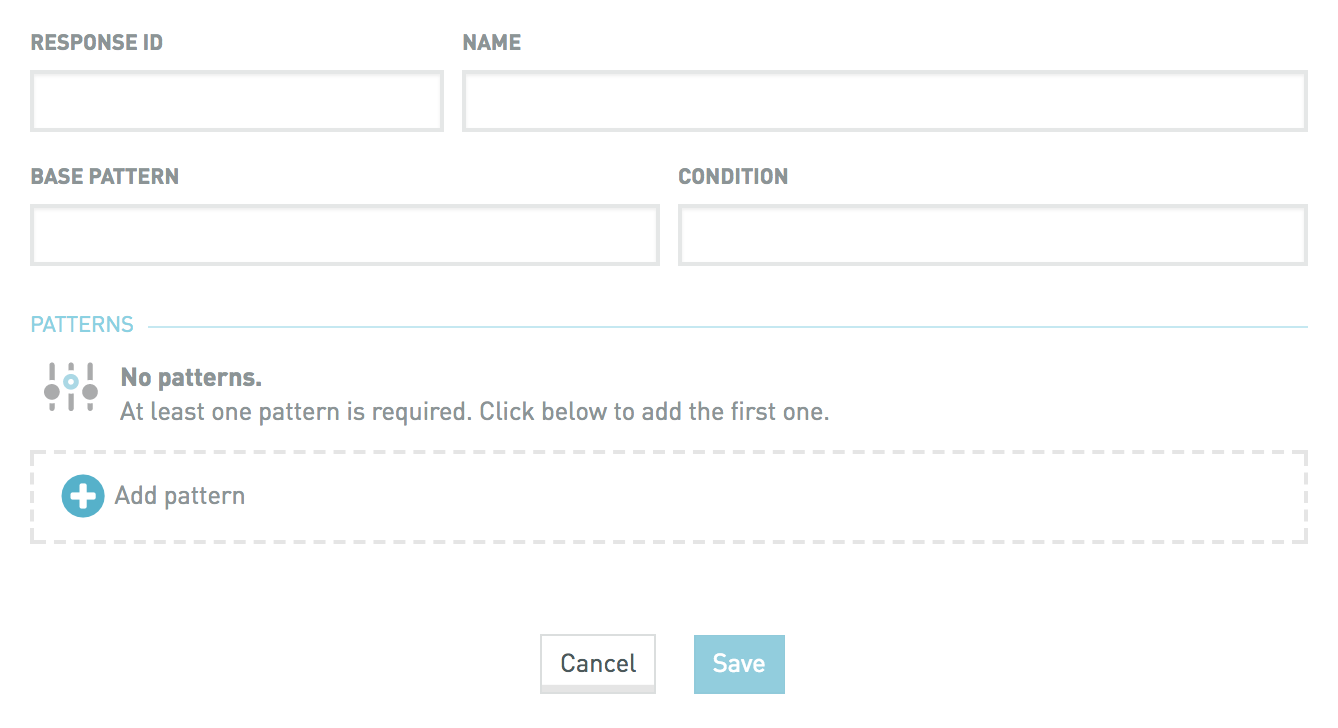 RESPONSE ID
NAME
BASE PATTERN
CONDITION
PATTERNS
No patterns.
At least one pattern is required. Click below to add the first one.
Add pattern
Cancel
Save